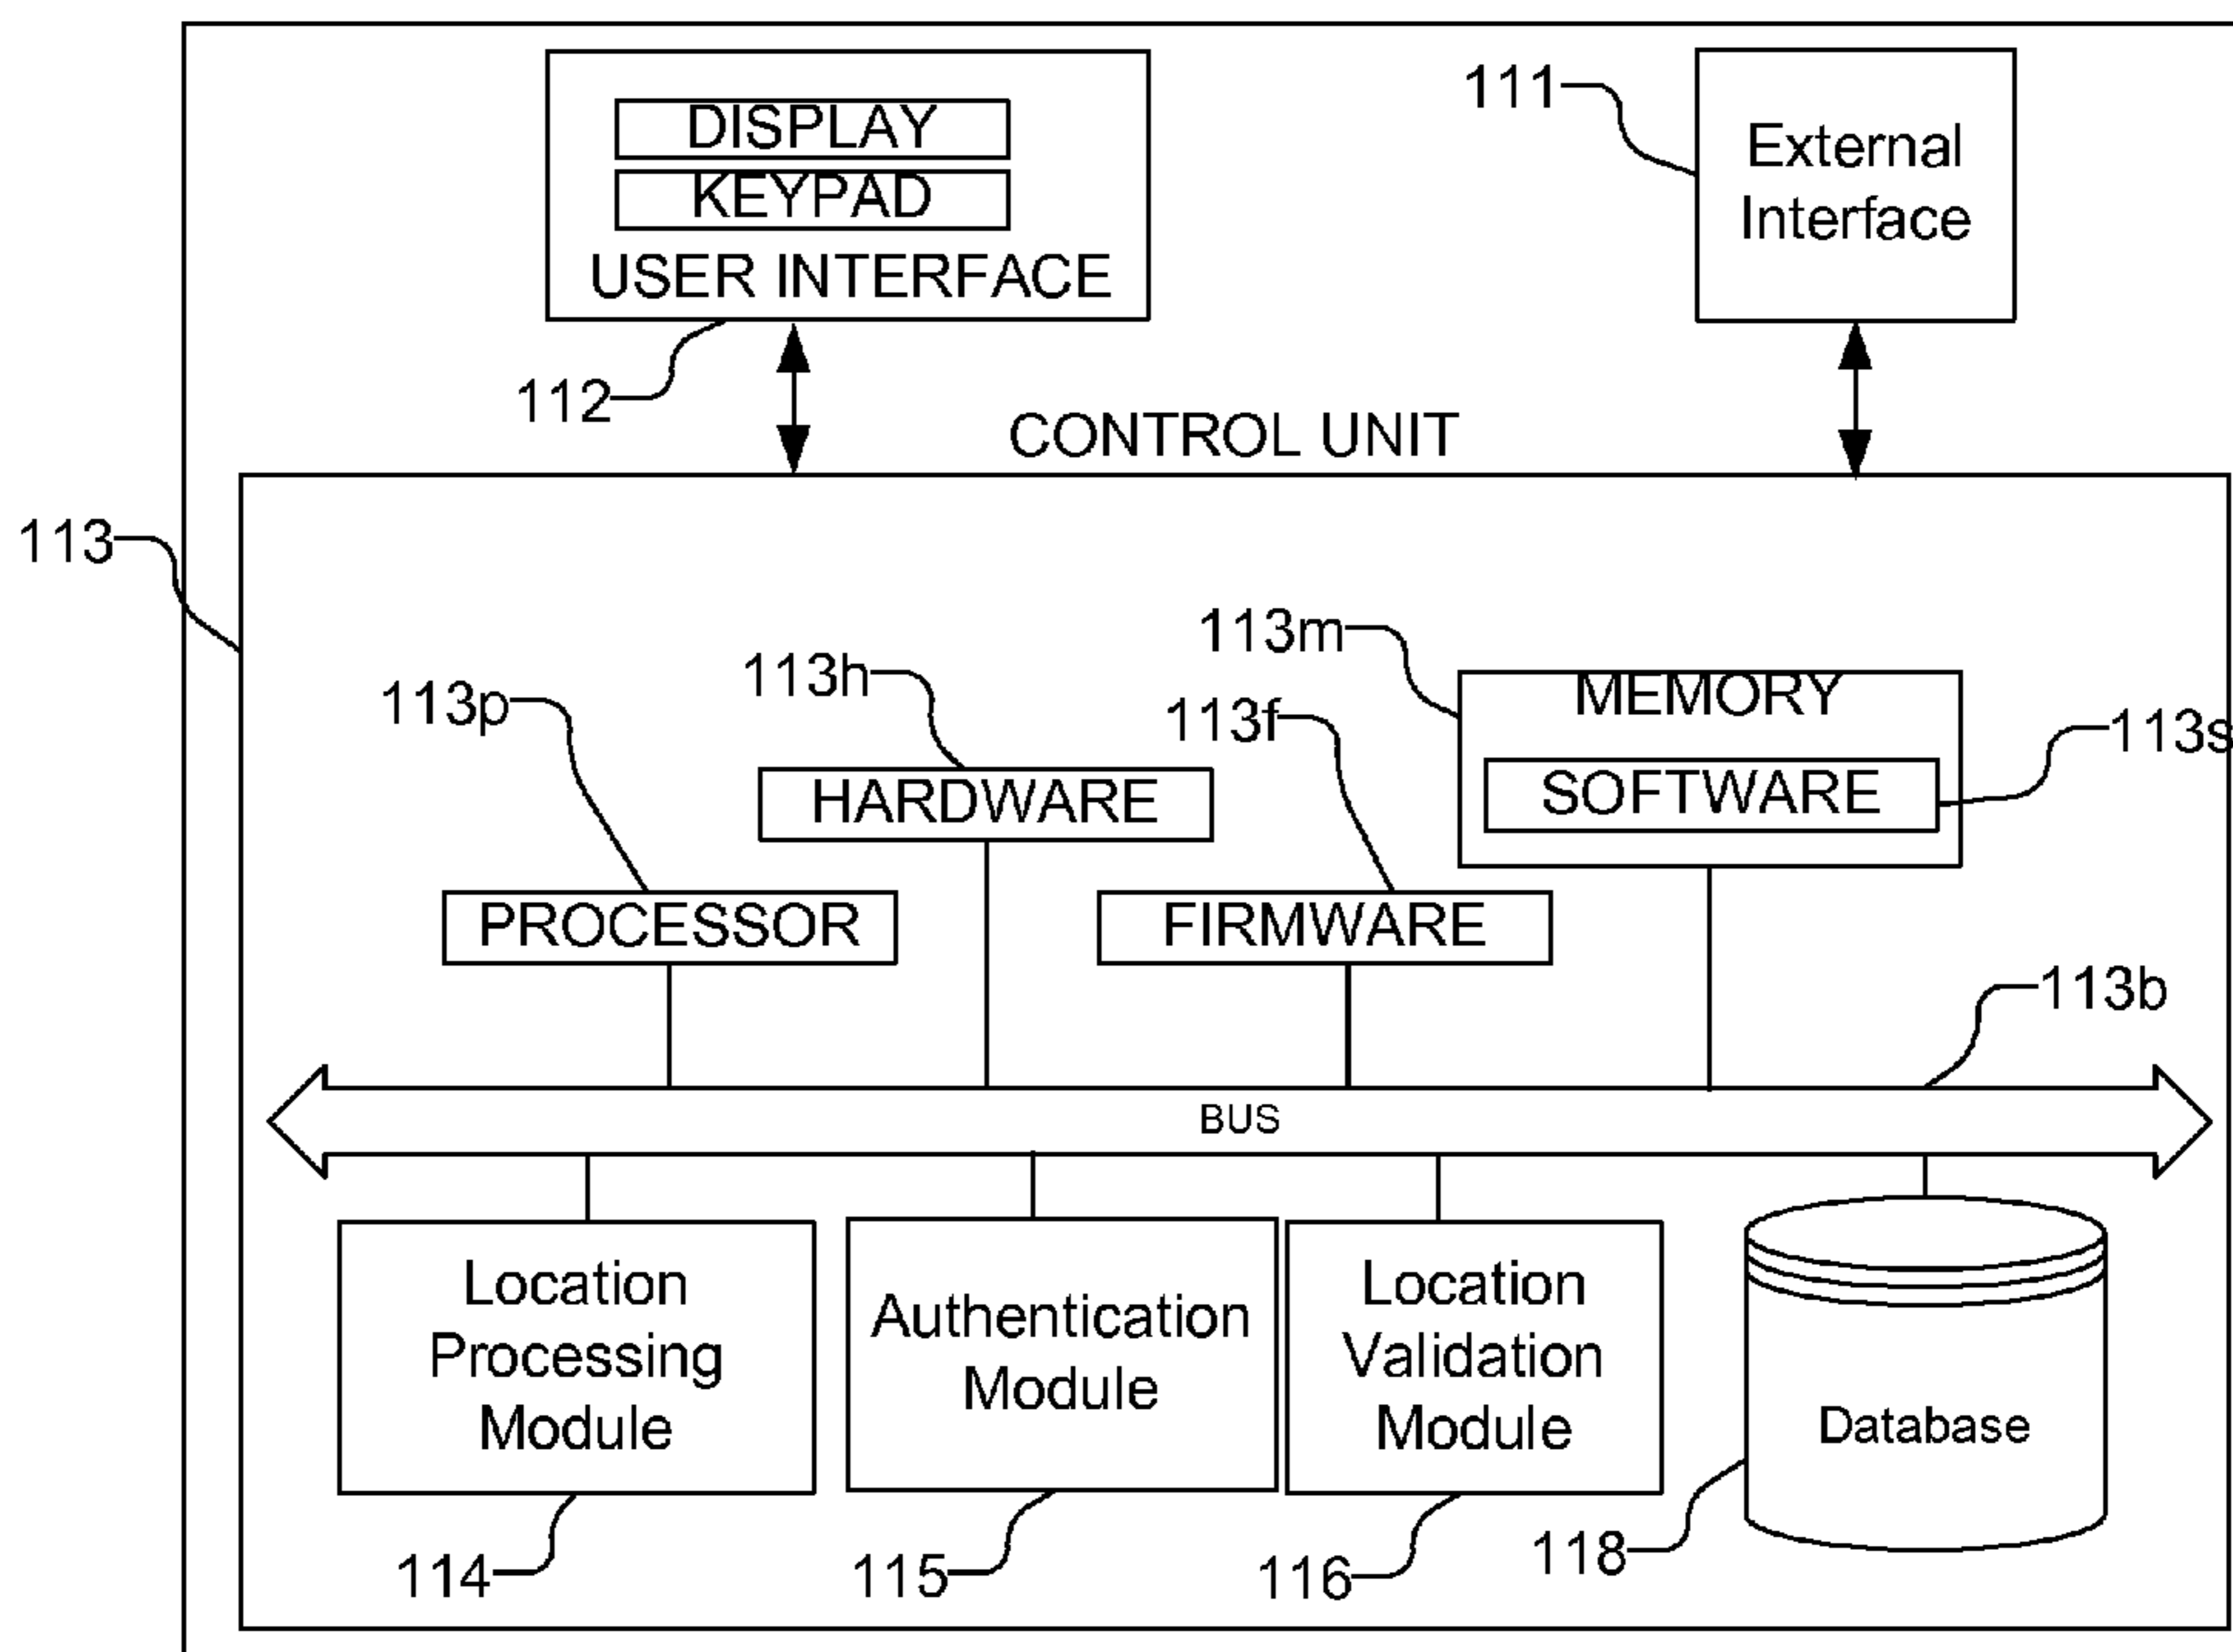 DISPLAY
KEYPAD
USER INTERFACE
112
111
External
Interface
CONTROL UNIT
113
113p
113h
113m
113f
MEMORY
113s
SOFTWARE
HARDWARE
PROCESSOR
FIRMWARE
113b
BUS
Location
Processing
Module
Authentication
Module
Location
Validation
Module
Database
114
115
116
118